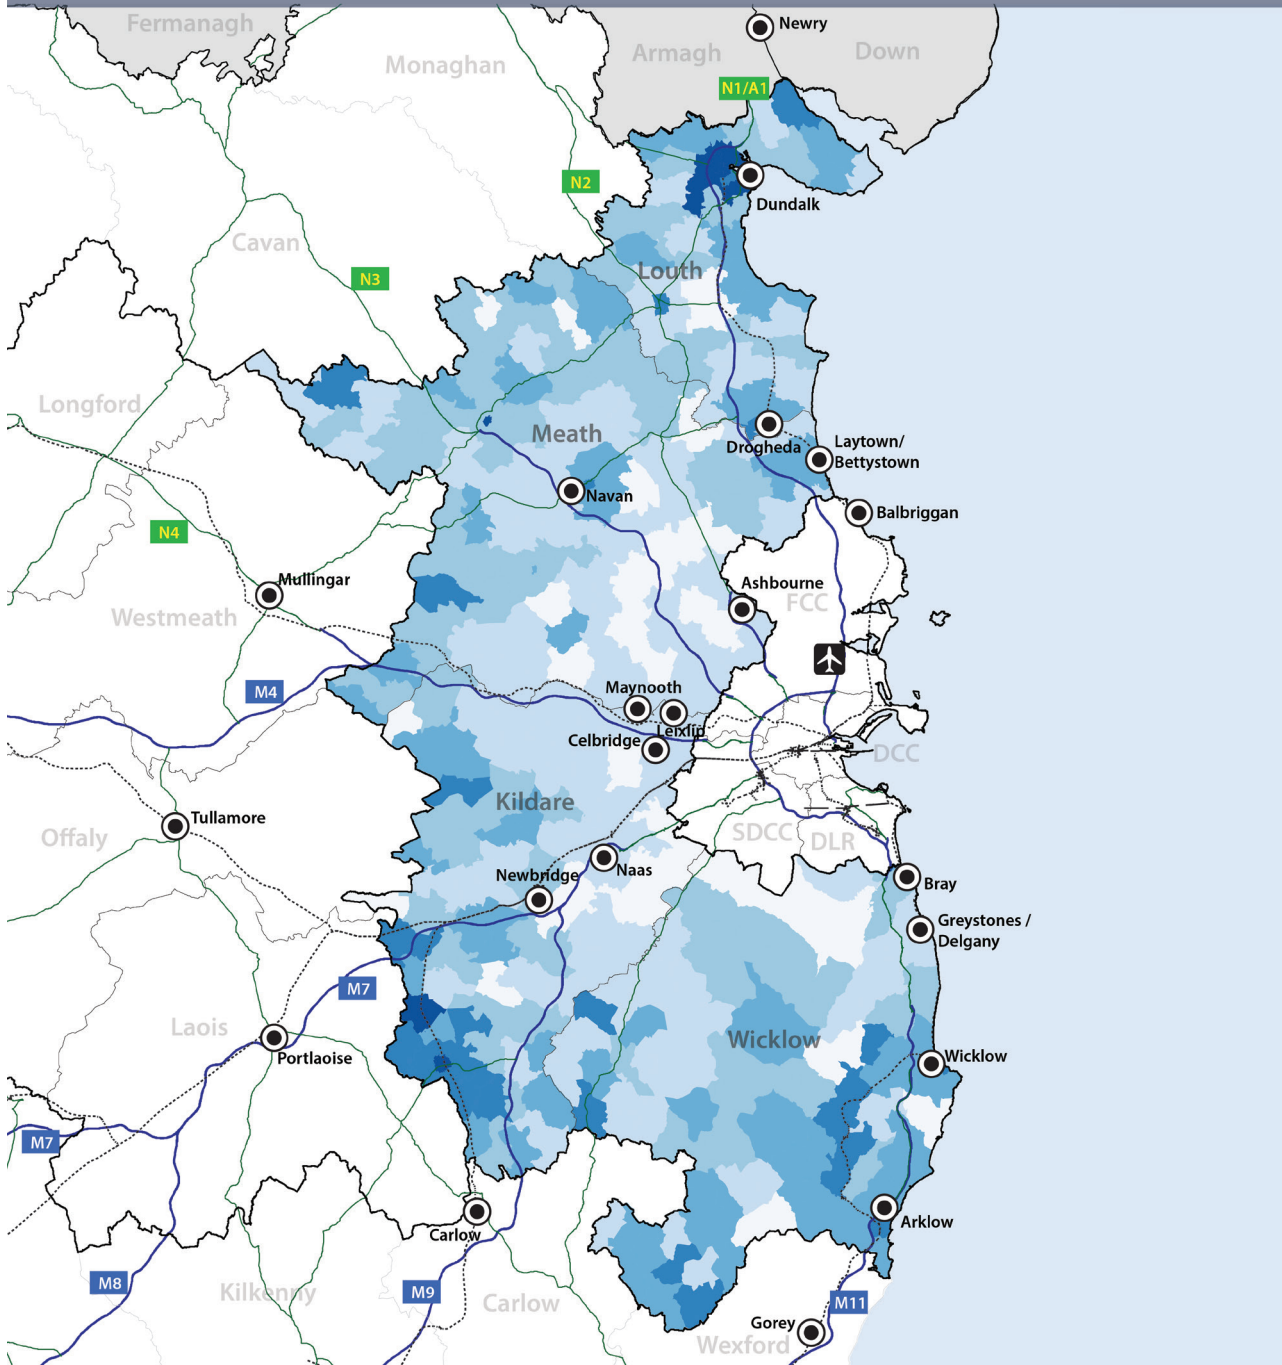 Fermanagh
Newry
Armagh
Down
Monaghan
N1/A1
N2
Dundalk
Cavan
Louth
N3
Longford
Meath
Drogheda
Laytown/
Bettystown
Navan
Balbriggan
N4
Mullingar
Ashbourne
FCC
Westmeath
M4
Maynooth
Leixlip
Celbridge
DCC
Kildare
Tullamore
Offaly
SDCC
DLR
Naas
Newbridge
Bray
Greystones /
Delgany
M7
Laois
Portlaoise
Wicklow
Wicklow
M7
Arklow
Carlow
M8
Kilkenny
M9
Carlow
M11
Gorey
Wexford